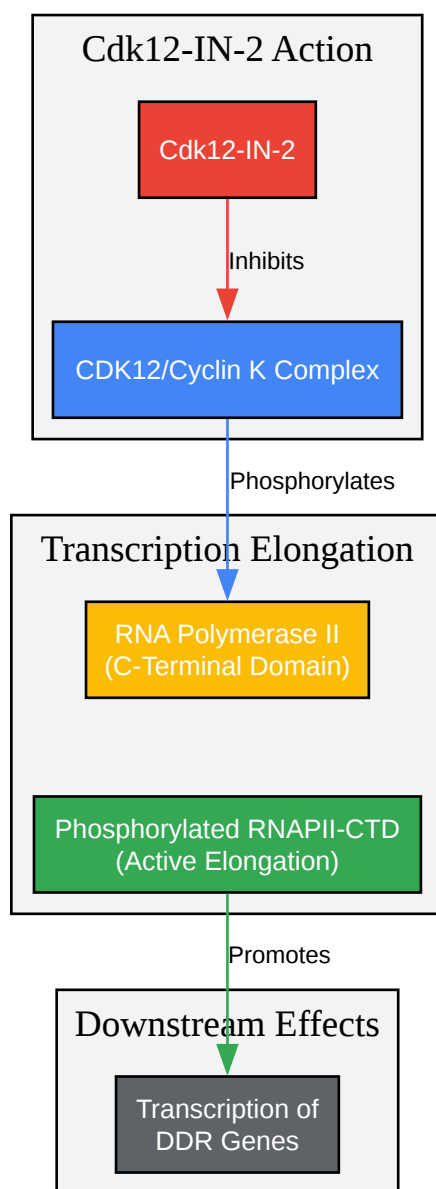 Cdk12-IN-2 Action
Cdk12-IN-2
Inhibits
CDK12/Cyclin K Complex
Phosphorylates
Transcription Elongation
RNA Polymerase II
(C-Terminal Domain)
Phosphorylated RNAPII-CTD
(Active Elongation)
Promotes
Downstream Effects
Transcription of
DDR Genes